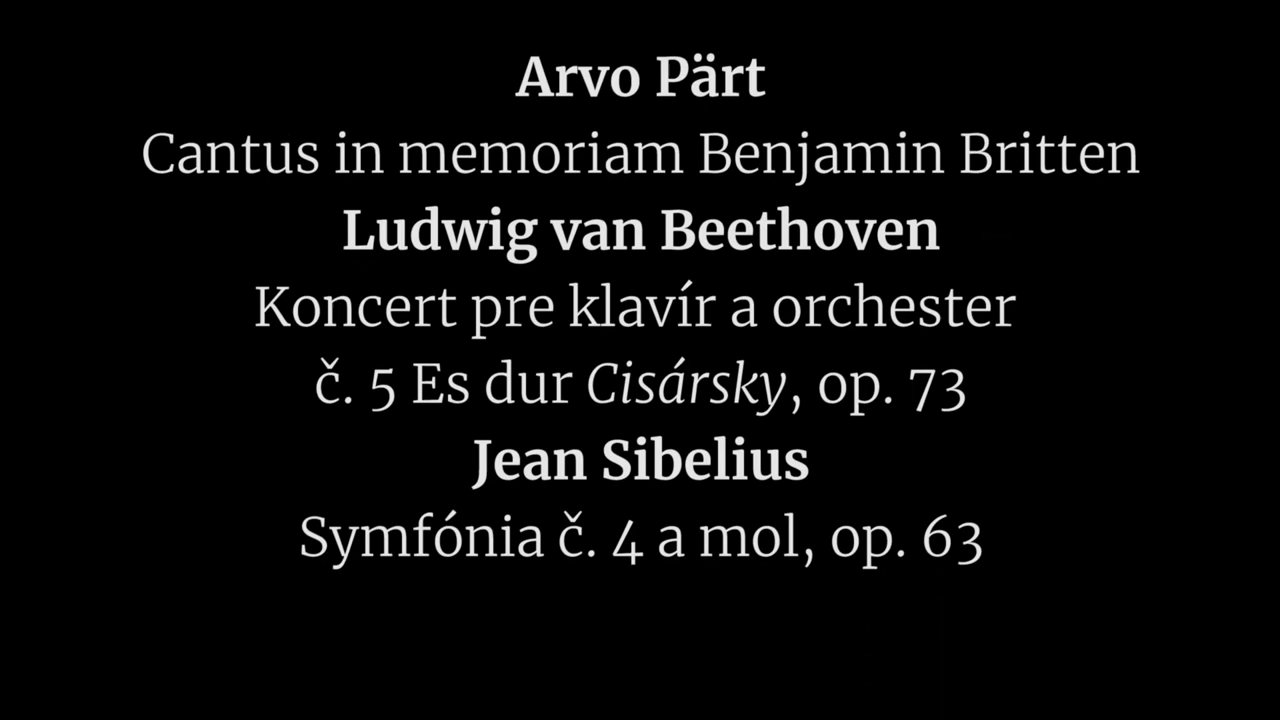 Arvo Pärt
Cantus in memoriam Benjamin Britten
Ludwig van Beethoven
Koncert pre klavír a orchester
č. 5 Es dur Cisársky, op. 73
Jean Sibelius
Symfónia č. 4 a mol, op. 63